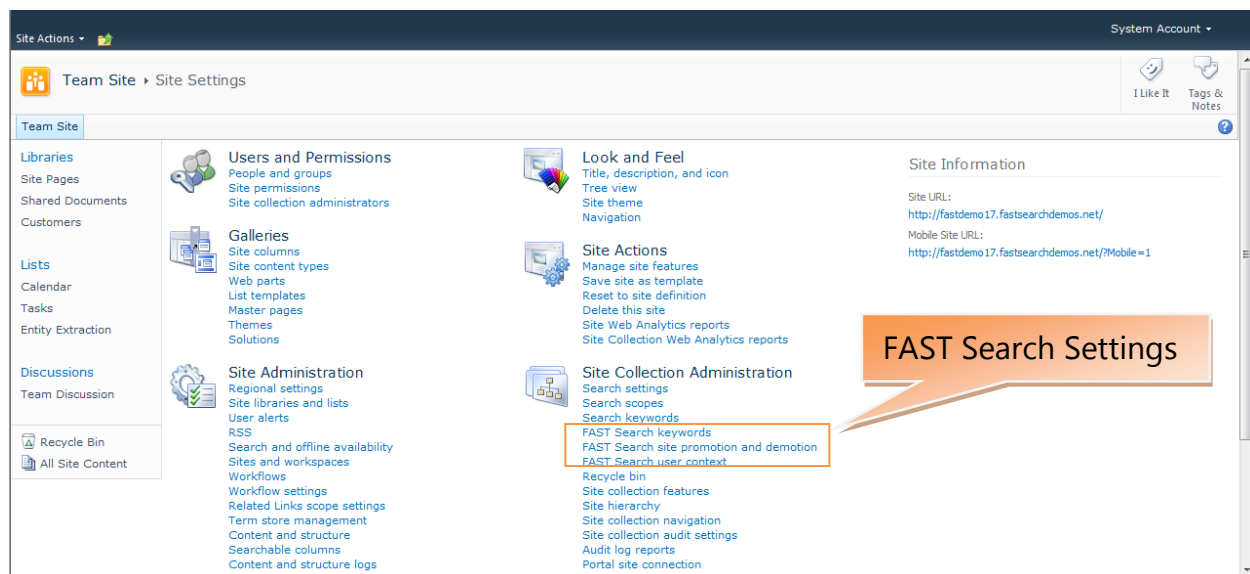 Site Actions
System Account
Team Site
Site Settings
I Like It
Tags &
Notes
Team Site
Libraries
Site Pages
Shared Documents
Customers
Lists
Calendar
Tasks
Entity Extraction
Discussions
Team Discussion
Recycle Bin
All Site Content
Users and Permissions
People and groups
Site permissions
Site collection administrators
Galleries
Site columns
Site content types
Web parts
List templates
Master pages
Themes
Solutions
Site Administration
Regional settings
Site libraries and lists
User alerts
RSS
Search and offline availability
Sites and workspaces
Workflows
Workflow settings
Related Links scope settings
Term store management
Content and structure
Searchable columns
Content and structure logs
Look and Feel
Title, description, and icon
Tree view
Site theme
Navigation
Site Actions
Manage site features
Save site as template
Reset to site definition
Delete this site
Site Web Analytics reports
Site Collection Web Analytics reports
Site Collection Administration
Search settings
Search scopes
Search keywords
FAST Search keywords
FAST Search site promotion and demotion
FAST Search user context
Recycle bin
Site collection features
Site hierarchy
Site collection navigation
Site collection audit settings
Audit log reports
Portal site connection
Site Information
Site URL:
http://fastdemo17.fastsearchdemos.net/
Mobile Site URL:
http://fastdemo17.fastsearchdemos.net/?Mobile=1
FAST Search Settings